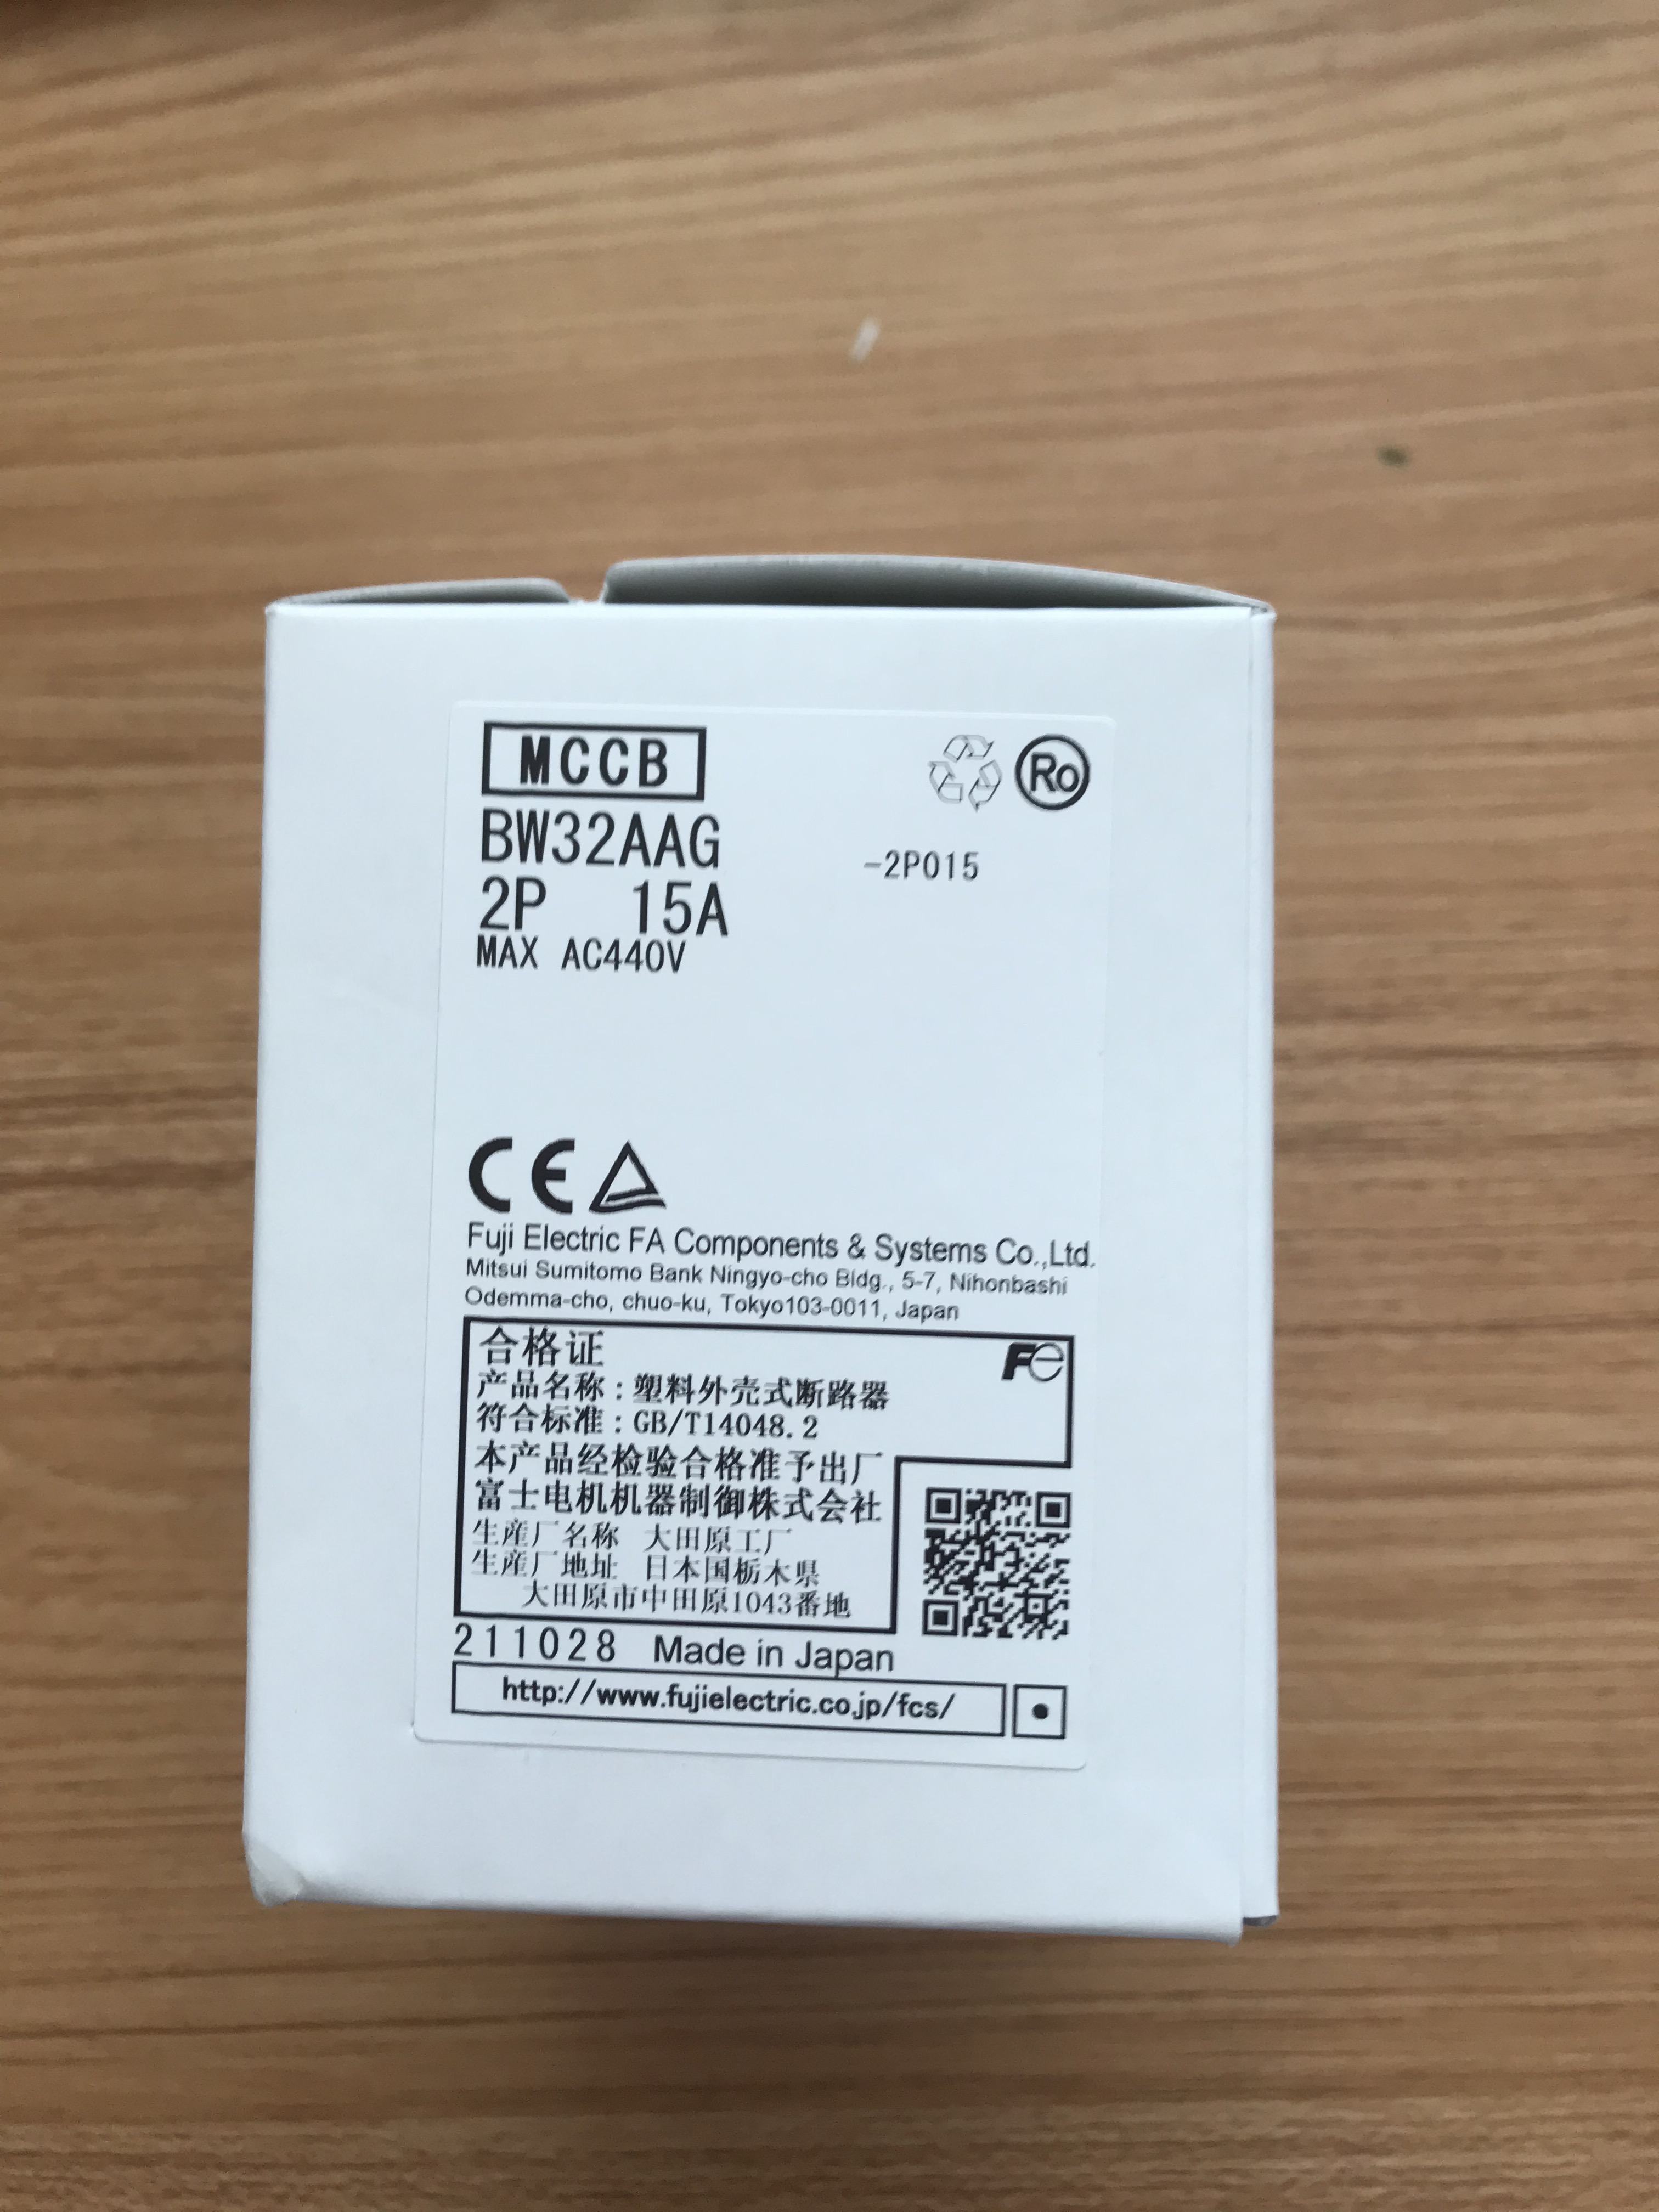 MCCB
Ro
BW32AAG
-2P015
2P 15A
MAX AC440V
CE
Fuji Electric FA Components & Systems Co.,Ltd.
Mitsui Sumitomo Bank Ningyo-cho Bldg., 5-7, Nihonbashi
Odemma-cho, chuo-ku, Tokyo103-0011, Japan
合格证
Fe
产品名称：塑料外壳式断路器
符合标准：GB/T14048.2
本产品经检验合格准予出厂
富士电机机器制御株式会社
生産厂名称 大田原工厂
生産厂地址 日本国栃木県
大田原市中田原1043番地
211028 Made in Japan
http://www.fujielectric.co.jp/fcs/